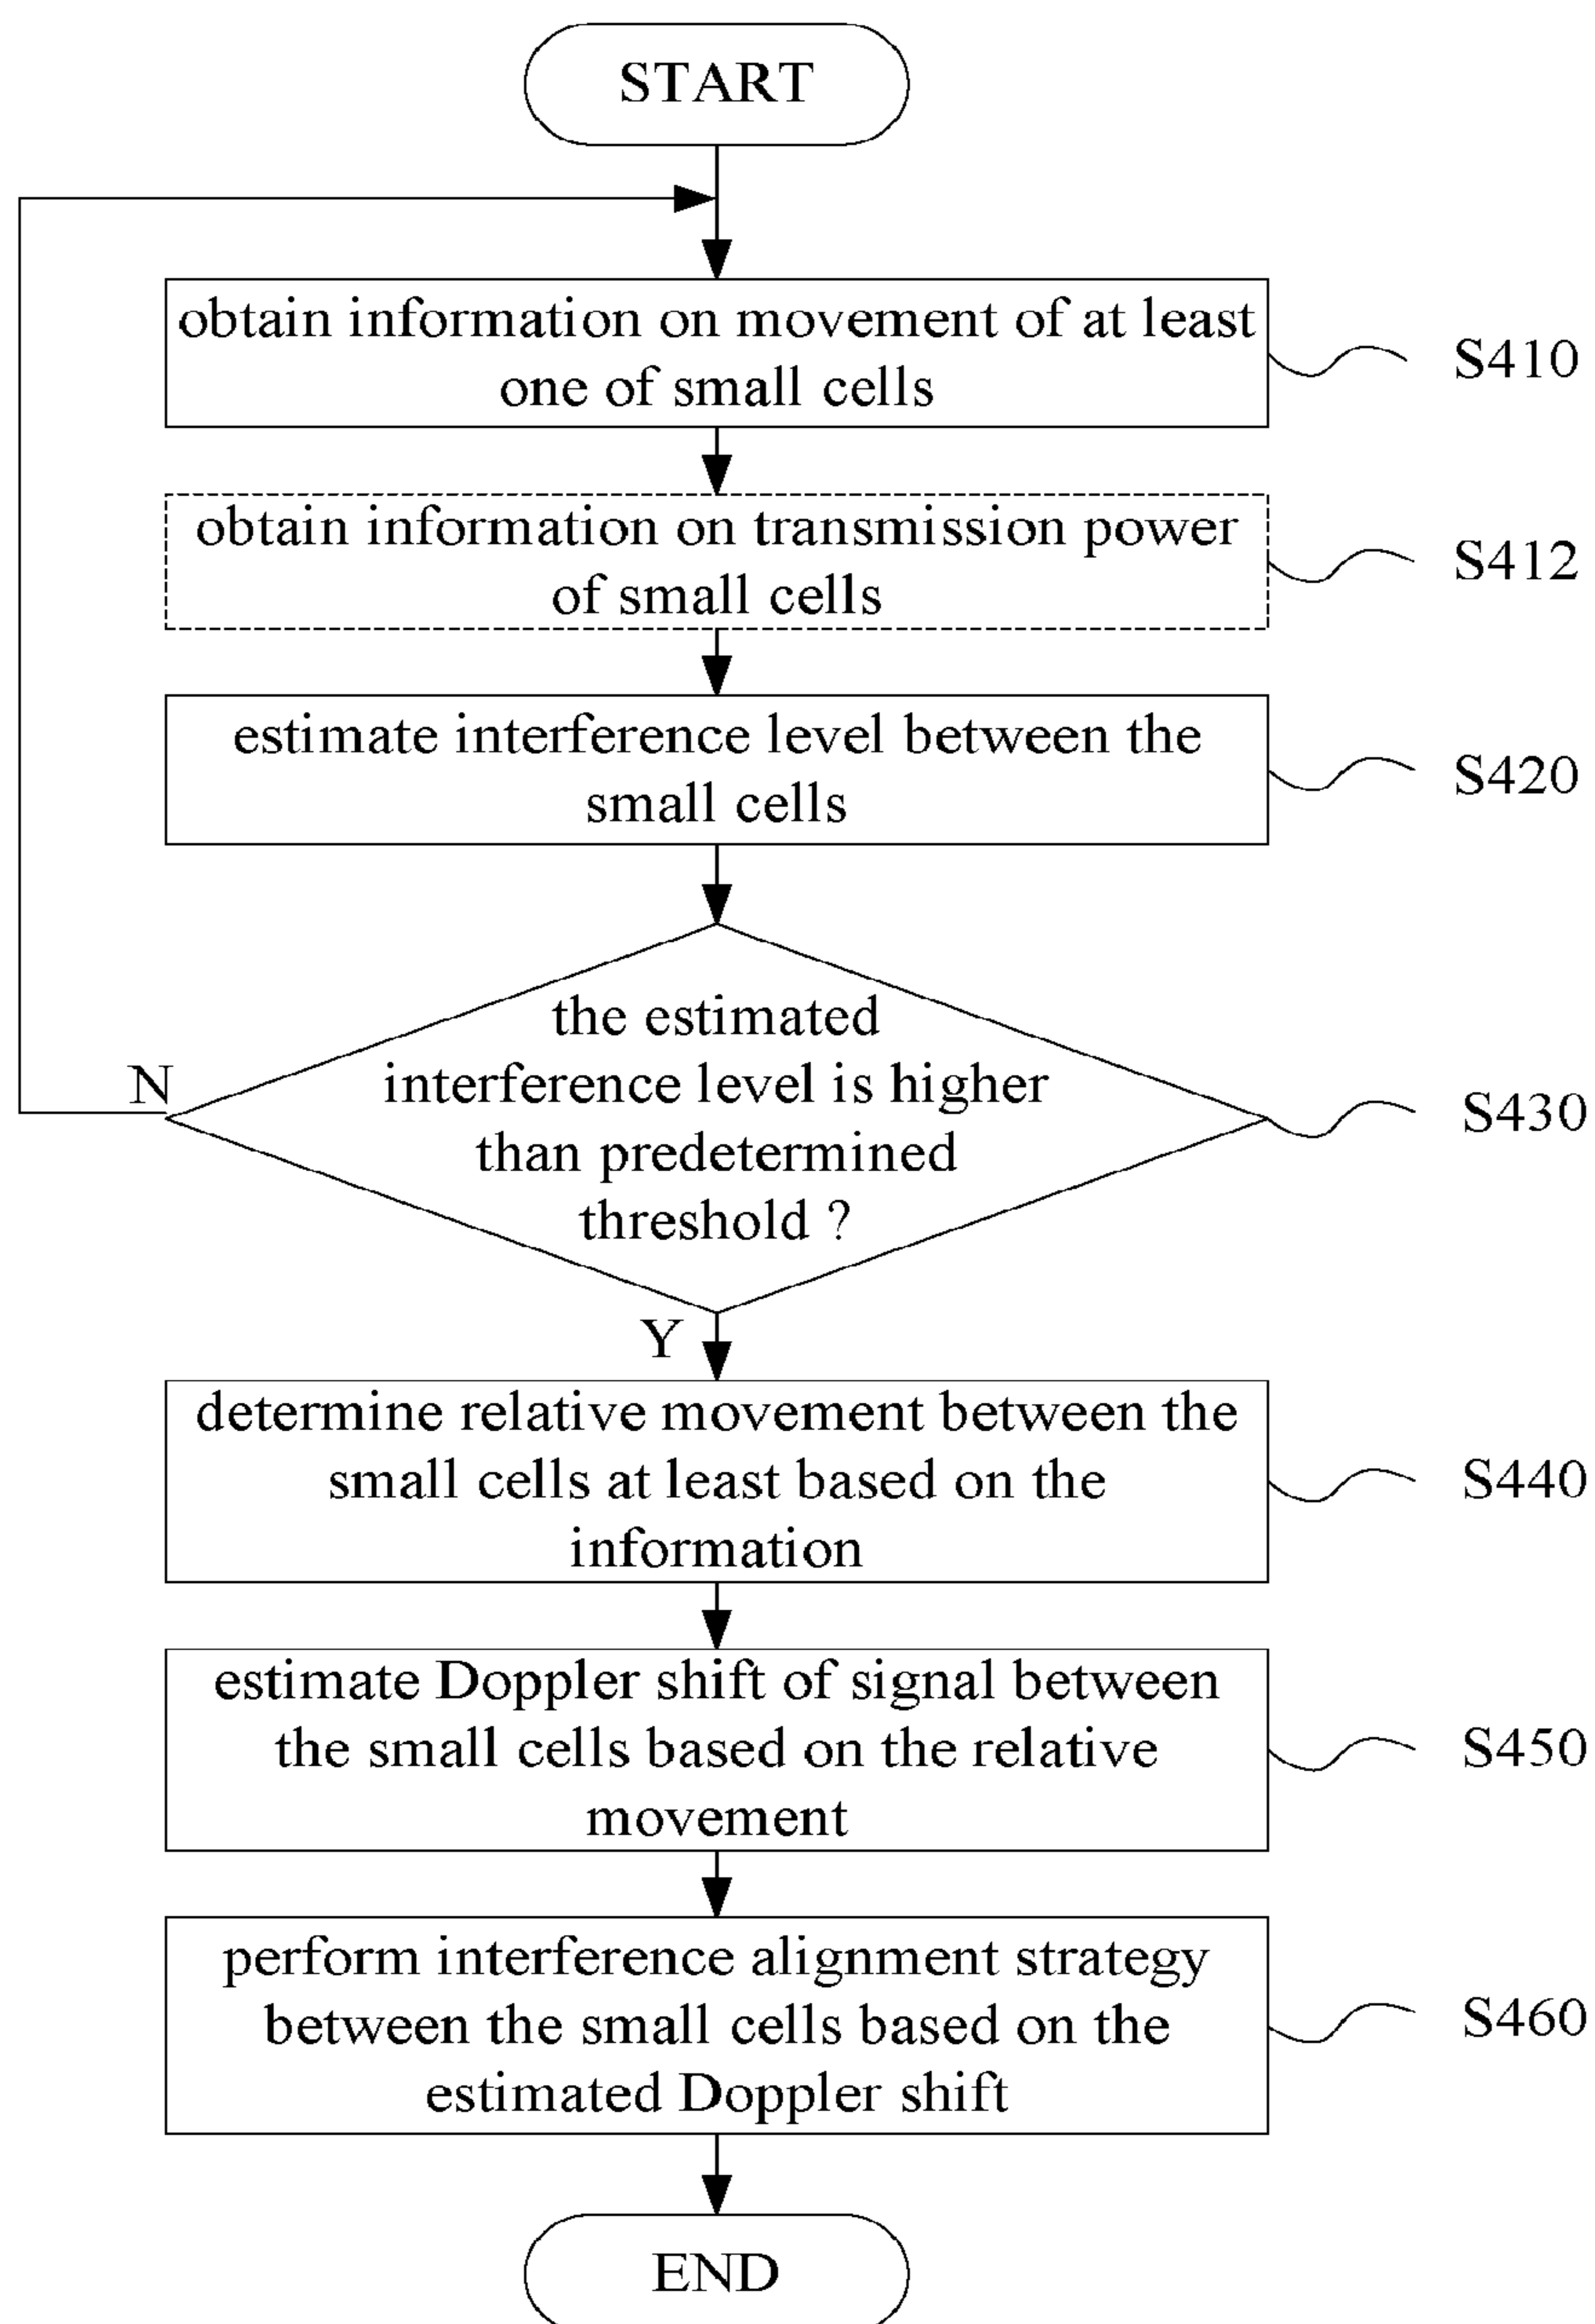 START
obtain information on movement of at least
one of small cells
S410
obtain information on transmission power
of small cells
S412
estimate interference level between the
small cells
S420
the estimated
interference level is higher
than predetermined
threshold ?
N
S430
Y
determine relative movement between the
small cells at least based on the
information
S440
estimate Doppler shift of signal between
the small cells based on the relative
movement
S450
perform interference alignment strategy
between the small cells based on the
estimated Doppler shift
S460
END